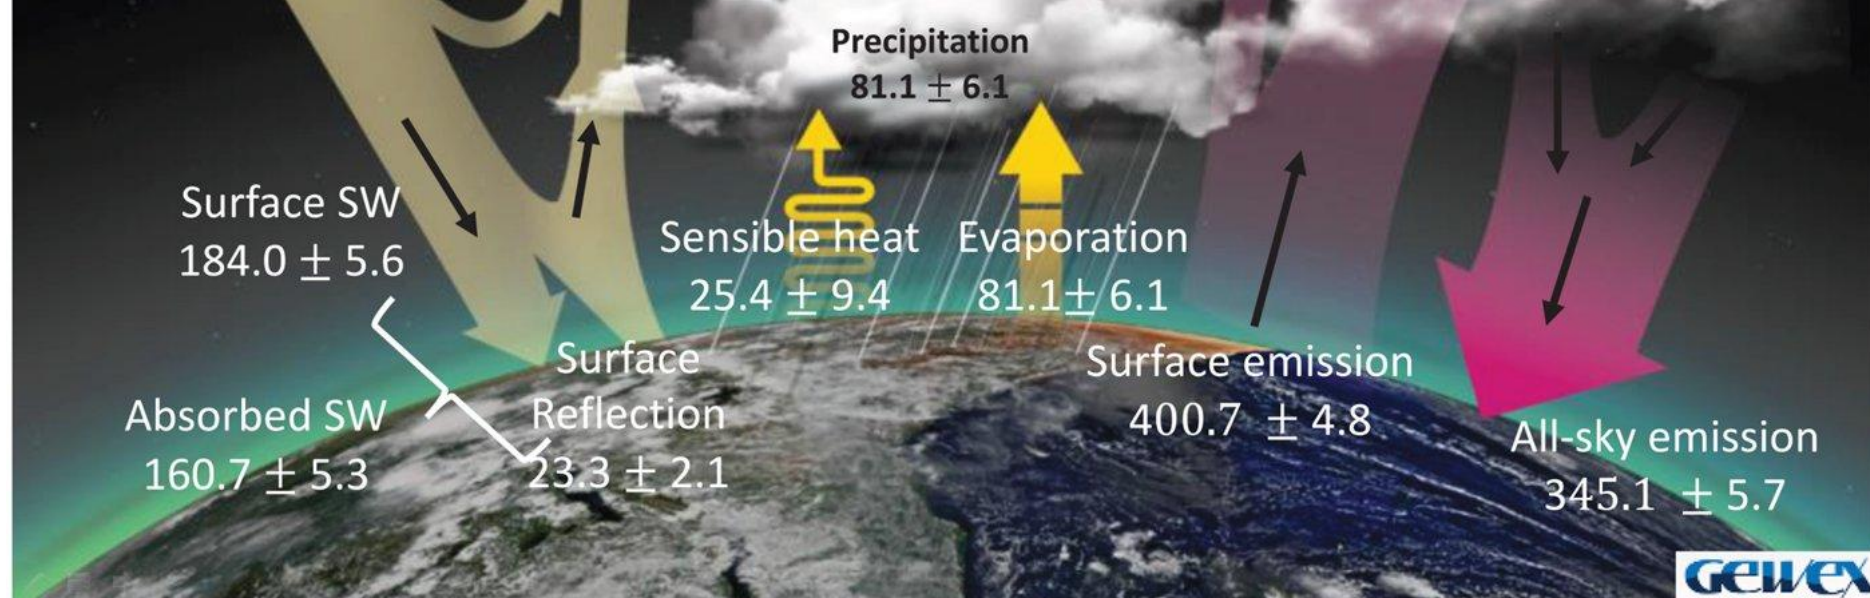 Precipitation
81.1 ± 6.1
Surface SW
184.0 ± 5.6
Sensible heat
25.4 ± 9.4
Evaporation
81.1± 6.1
Surface
Reflection
23.3 ± 2.1
Absorbed SW
160.7 ± 5.3
Surface emission
400.7 ± 4.8
All-sky emission
345.1 ± 5.7
GEWEX